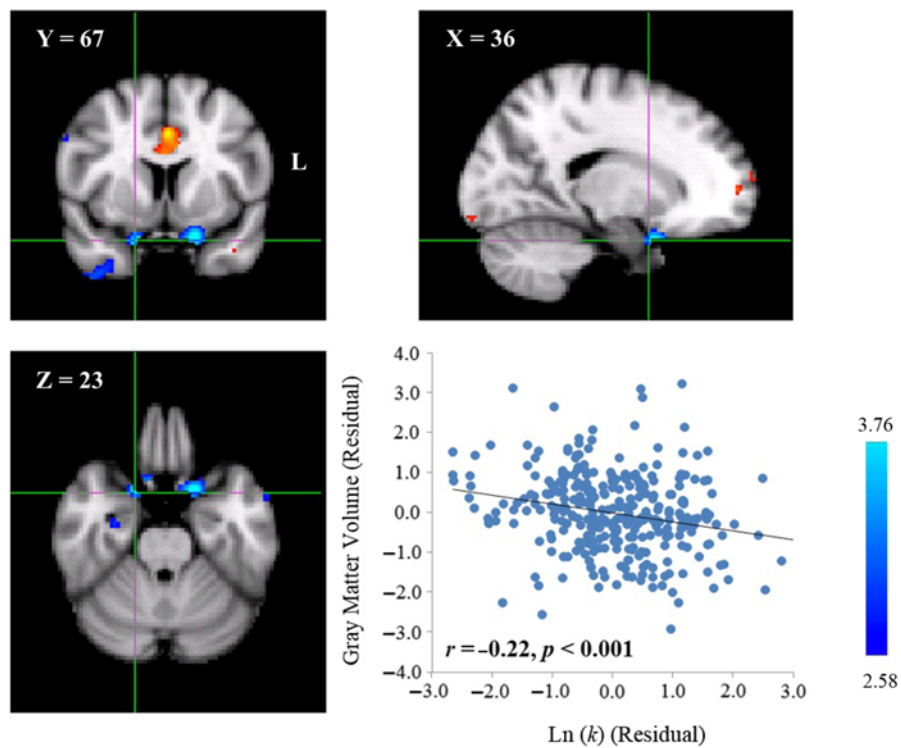 Y = 67
L
X = 36
Z = 23
Gray Matter Volume (Residual)
4.0
3.0
2.0
1.0
0.0
−1.0
−2.0
−3.0
−4.0
r = −0.22, p < 0.001
−3.0 −2.0 −1.0 0.0 1.0 2.0 3.0
Ln (k) (Residual)
3.76
2.58